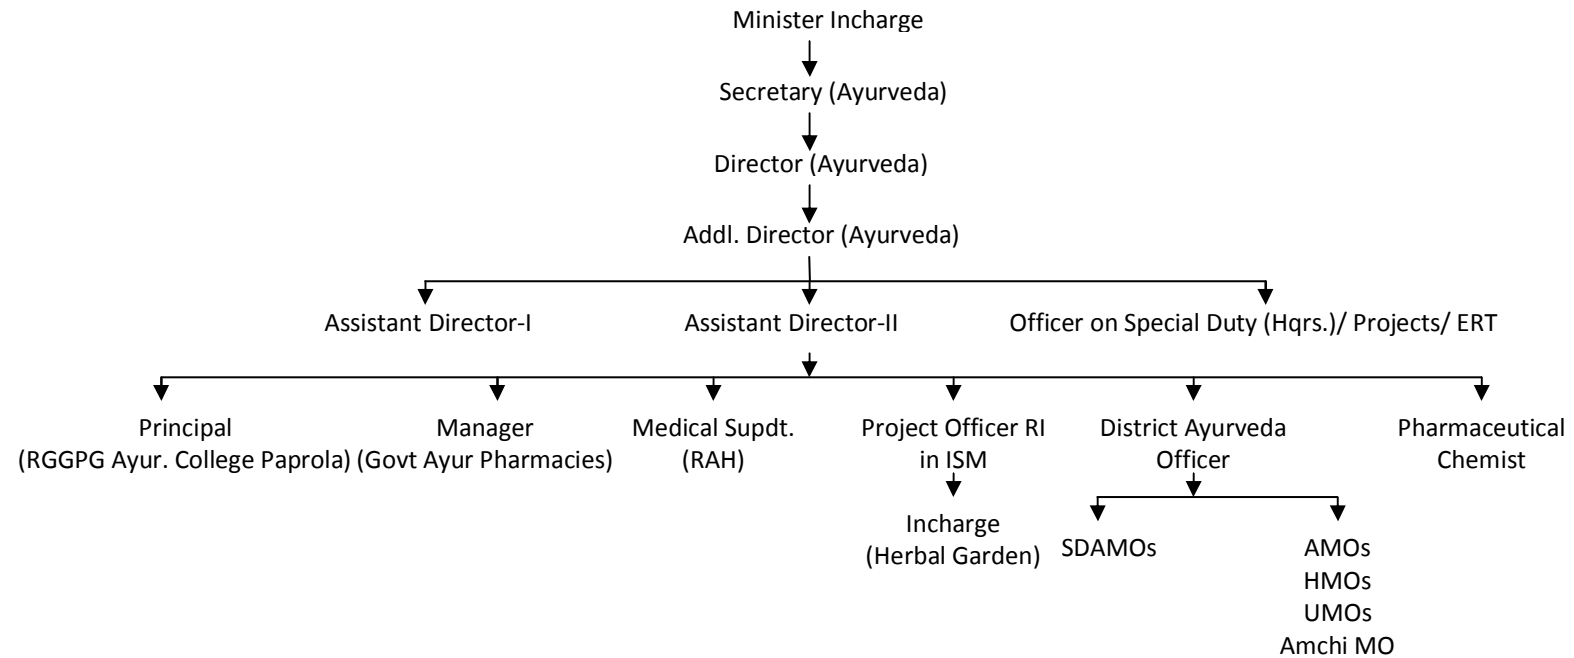 Minister Incharge
Secretary (Ayurveda)
Director (Ayurveda)
Addl. Director (Ayurveda)
Assistant Director-I
Assistant Director-II
Officer on Special Duty (Hqrs.)/ Projects/ ERT
Principal
(RGGPG Ayur. College Paprola)
Manager
(Govt Ayur Pharmacies)
Medical Supdt.
(RAH)
Project Officer RI
in ISM
District Ayurveda
Officer
Pharmaceutical
Chemist
Incharge
(Herbal Garden)
SDAMOs
AMOs
HMOs
UMOs
Amchi MO